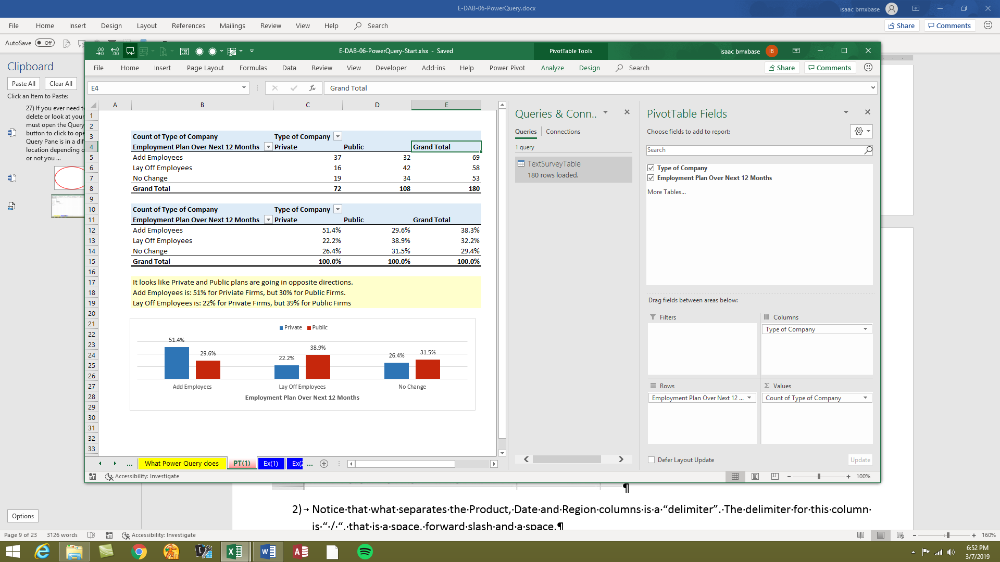 E-DAB-06-PowerQuery.docx
isaac bmxbase
File Home Insert Design Layout References Mailings Review View Help Search Share Comments
AutoSave Off
E-DAB-06-PowerQuery-Start.xlsx - Saved
PivotTable Tools
isaac bmxbase IB
File Home Insert Page Layout Formulas Data Review View Developer Add-ins Help Power Pivot Analyze Design Search Share Comments
Clipboard
Paste All Clear All
Click an Item to Paste:
27) If you ever need t
delete or look at your
must open the Query
button to click to ope
Query Pane is in a dif
location depending o
or not you ...
Options
E4 fx Grand Total
A B C D E
1
2
3 Count of Type of Company Type of Company
4 Employment Plan Over Next 12 Months Private Public Grand Total
5 Add Employees 37 32 69
6 Lay Off Employees 16 42 58
7 No Change 19 34 53
8 Grand Total 72 108 180
9
10 Count of Type of Company Type of Company
11 Employment Plan Over Next 12 Months Private Public Grand Total
12 Add Employees 51.4% 29.6% 38.3%
13 Lay Off Employees 22.2% 38.9% 32.2%
14 No Change 26.4% 31.5% 29.4%
15 Grand Total 100.0% 100.0% 100.0%
16
17 It looks like Private and Public plans are going in opposite directions.
18 Add Employees is: 51% for Priviate Firms, but 30% for Public Firms.
19 Lay Off Employees is: 22% for Private Firms, but 39% for Public Firms
20
21
22
23
24
25
26
27
28
29
30
31
32
33
Private Public
51.4% 29.6% 22.2% 38.9% 26.4% 31.5%
Add Employees Lay Off Employees No Change
Employment Plan Over Next 12 Months
Queries & Conn..
Queries Connections
1 query
TextSurveyTable
180 rows loaded.
PivotTable Fields
Choose fields to add to report:
Search
Type of Company
Employment Plan Over Next 12 Months
More Tables...
Drag fields between areas below:
Filters Columns
Type of Company
Rows Σ Values
Employment Plan Over Next 12 ... Count of Type of Company
Defer Layout Update Update
... What Power Query does PT(1) Ex(1) Ex(2 ...
Accessibility: Investigate 100%
¶
2)→Notice·that·what·separates·the·Product,·Date·and·Region·columns·is·a·“delimiter”.·The·delimiter·for·this·column·
is·“·/·“.·that·is·a·space,·forward·slash·and·a·space.¶
Page 9 of 23 3126 words Accessibility: Investigate 160%
6:52 PM
3/7/2019